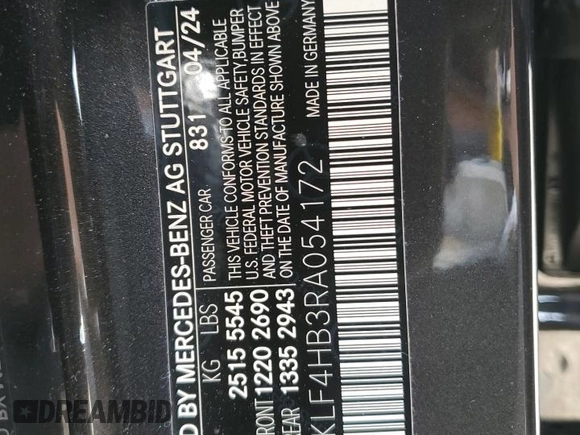 D BY MERCEDES-BENZ AG STUTTGART
831 04/24
KG LBS PASSENGER CAR
2515 5545
FRONT 1220 2690
REAR 1335 2943
THIS VEHICLE CONFORMS TO ALL APPLICABLE
U.S. FEDERAL MOTOR VEHICLE SAFETY,BUMPER
AND THEFT PREVENTION STANDARDS IN EFFECT
ON THE DATE OF MANUFACTURE SHOWN ABOVE
KLF4HB3RA054172 MADE IN GERMANY
DREAMBID